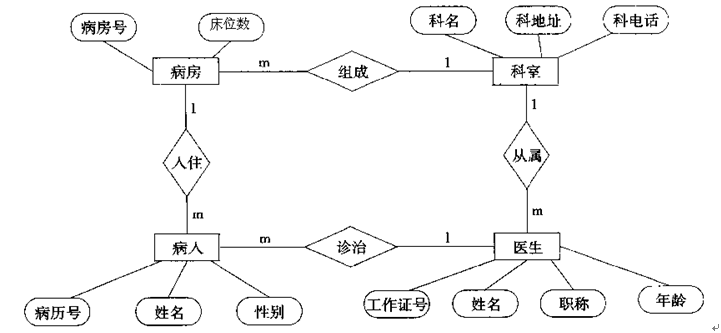 病房号 床位数 科名 科地址 科电话
病房 m 组成 1 科室
1 1
入住 从属
m m
病人 m 诊治 1 医生
病历号 姓名 性别 工作证号 姓名 职称 年龄